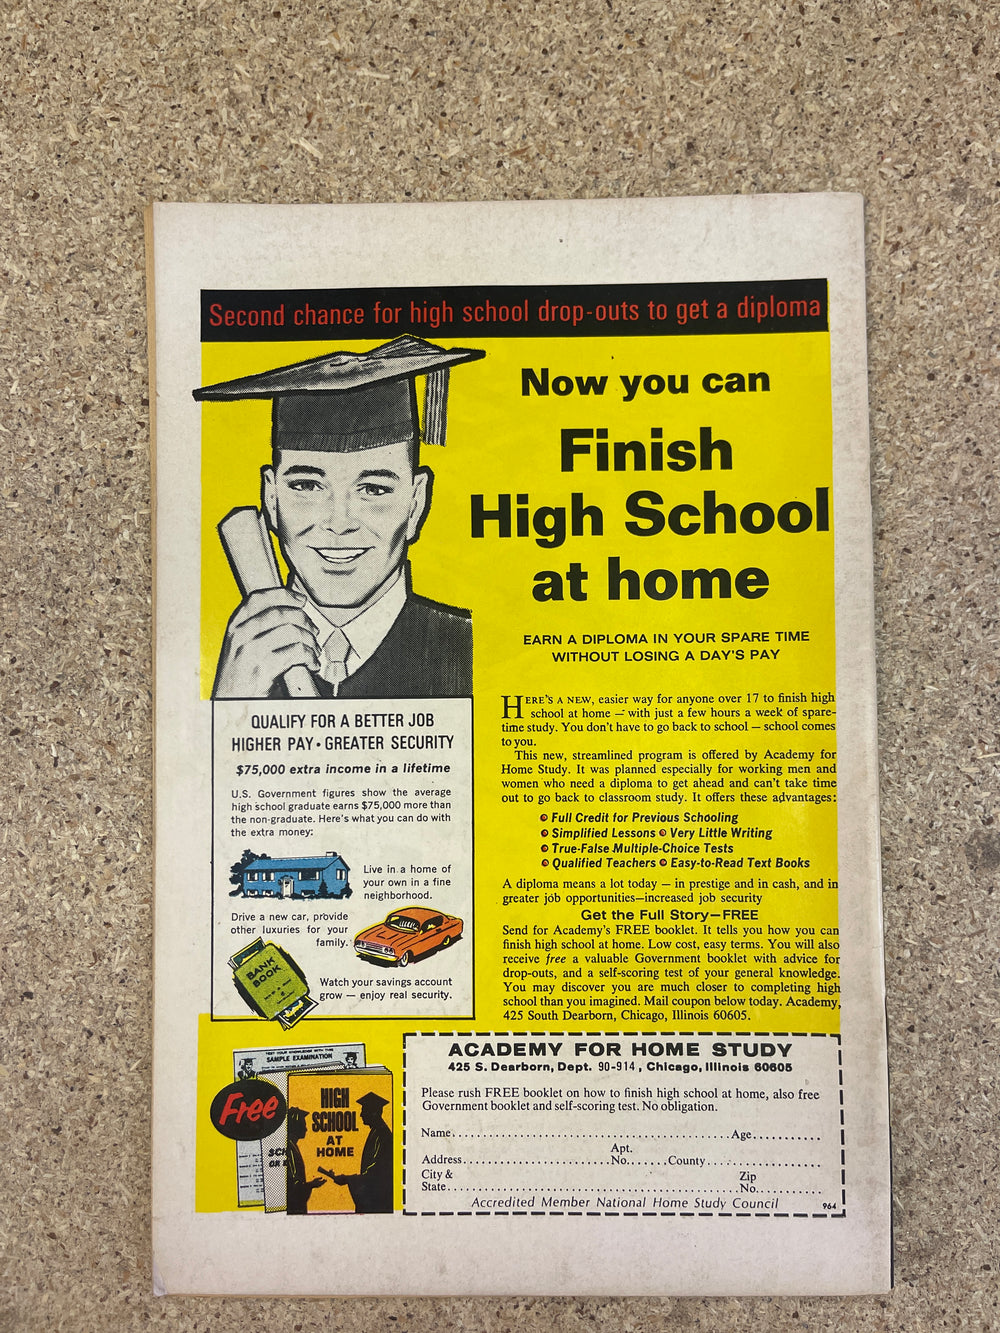 Second chance for high school drop-outs to get a diploma
Now you can
Finish
High School
at home
EARN A DIPLOMA IN YOUR SPARE TIME
WITHOUT LOSING A DAY'S PAY
QUALIFY FOR A BETTER JOB
HIGHER PAY • GREATER SECURITY
$75,000 extra income in a lifetime
U.S. Government figures show the average
high school graduate earns $75,000 more than
the non-graduate. Here's what you can do with
the extra money:
Live in a home of
your own in a fine
neighborhood.
Drive a new car, provide
other luxuries for your
family.
BANK
BOOK
Watch your savings account
grow — enjoy real security.
HERE'S A NEW, easier way for anyone over 17 to finish high
school at home — with just a few hours a week of spare-
time study. You don't have to go back to school — school comes
to you.
This new, streamlined program is offered by Academy for
Home Study. It was planned especially for working men and
women who need a diploma to get ahead and can't take time
out to go back to classroom study. It offers these advantages:
Full Credit for Previous Schooling
Simplified Lessons Very Little Writing
True-False Multiple-Choice Tests
Qualified Teachers Easy-to-Read Text Books
A diploma means a lot today — in prestige and in cash, and in
greater job opportunities—increased job security
Get the Full Story—FREE
Send for Academy's FREE booklet. It tells you how you can
finish high school at home. Low cost, easy terms. You will also
receive free a valuable Government booklet with advice for
drop-outs, and a self-scoring test of your general knowledge.
You may discover you are much closer to completing high
school than you imagined. Mail coupon below today. Academy,
425 South Dearborn, Chicago, Illinois 60605.
TEST YOUR KNOWLEDGE WITH THIS
SAMPLE EXAMINATION
Free
HIGH
SCHOOL
AT
HOME
ACADEMY FOR HOME STUDY
425 S. Dearborn, Dept. 90-914, Chicago, Illinois 60605
Please rush FREE booklet on how to finish high school at home, also free
Government booklet and self-scoring test. No obligation.
Name.......... Age..........
Apt.
Address.......... No....... County..........
City & Zip
State.......... No..........
Accredited Member National Home Study Council 964